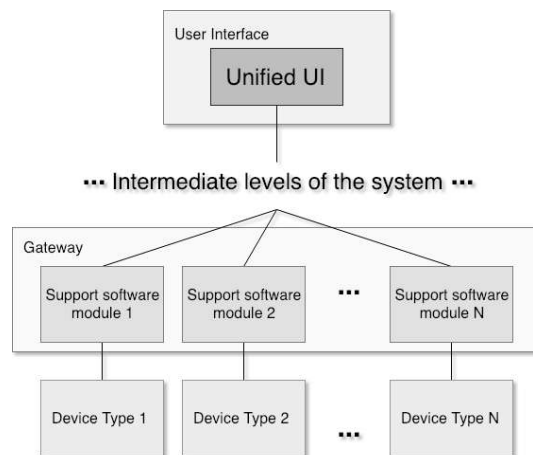 User Interface
Unified UI
... Intermediate levels of the system ...
Gateway
Support software
module 1
Support software
module 2
...
Support software
module N
Device Type 1
Device Type 2
...
Device Type N